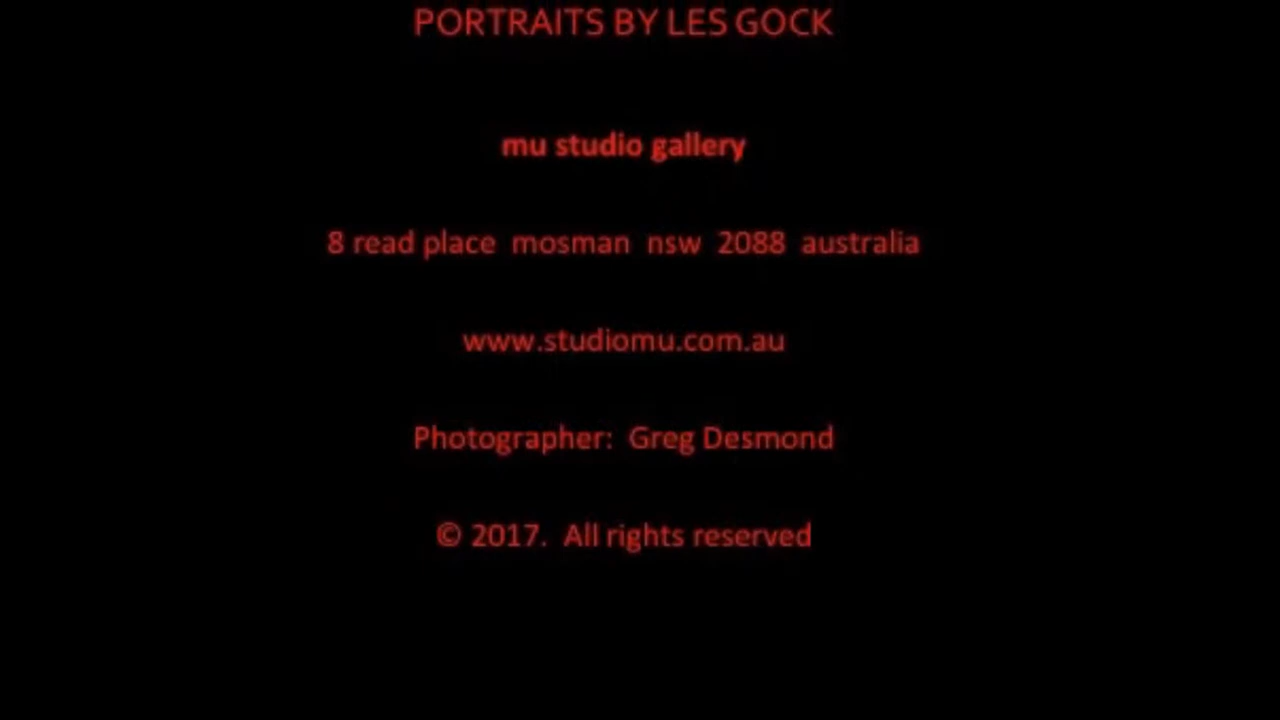 PORTRAITS BY LES GOCK
mu studio gallery
8 read place mosman nsw 2088 australia
www.studiomu.com.au
Photographer: Greg Desmond
© 2017. All rights reserved